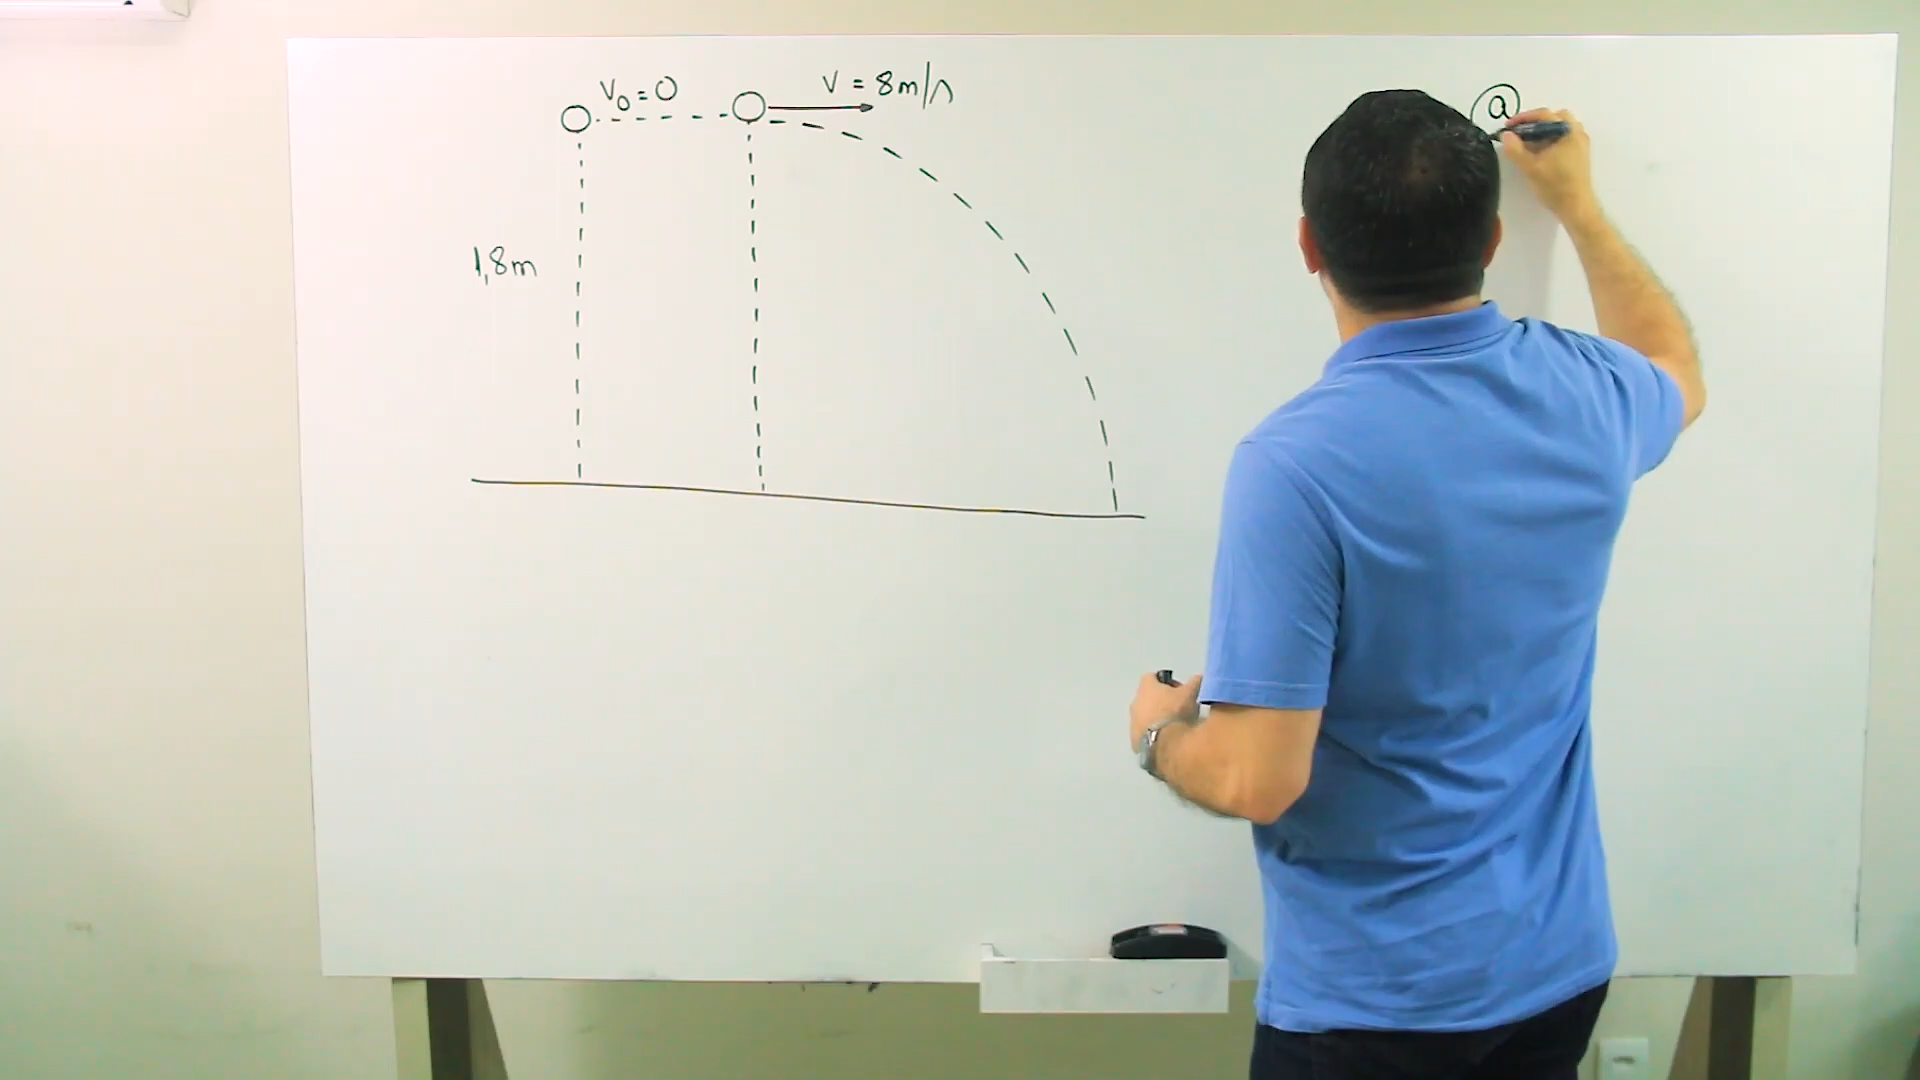 V₀ = 0
V = 8m/s
a
1,8m